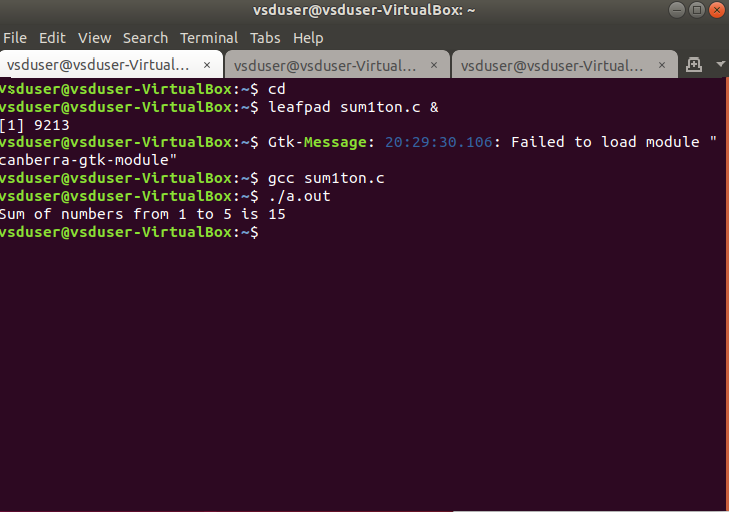 vsduser@vsduser-VirtualBox: ~
File Edit View Search Terminal Tabs Help
vsduser@vsduser-Virtual... × vsduser@vsduser-Virtual... × vsduser@vsduser-Virtual... ×
vsduser@vsduser-VirtualBox:~$ cd
vsduser@vsduser-VirtualBox:~$ leafpad sum1ton.c &
[1] 9213
vsduser@vsduser-VirtualBox:~$ Gtk-Message: 20:29:30.106: Failed to load module "
canberra-gtk-module"
vsduser@vsduser-VirtualBox:~$ gcc sum1ton.c
vsduser@vsduser-VirtualBox:~$ ./a.out
Sum of numbers from 1 to 5 is 15
vsduser@vsduser-VirtualBox:~$